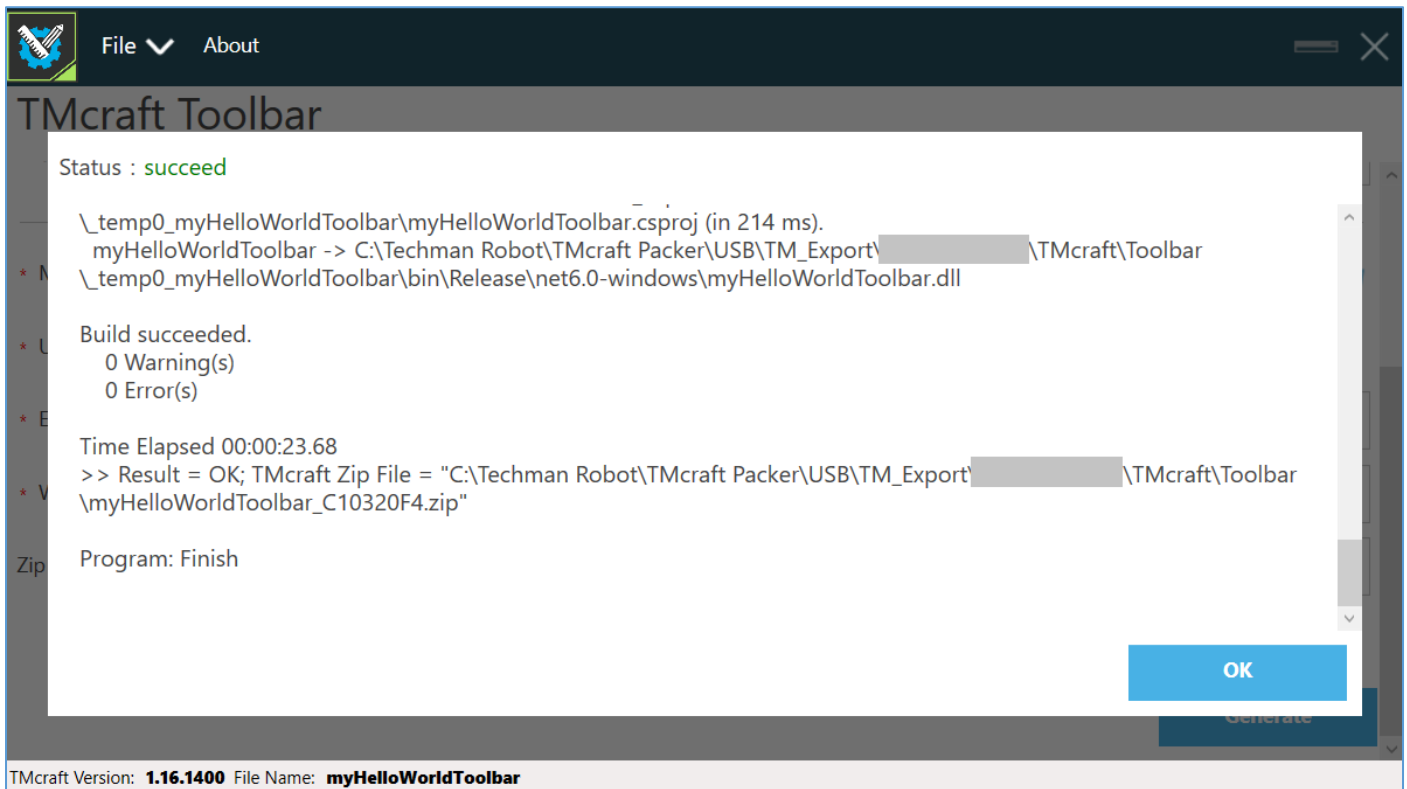 File About
TMcraft Toolbar
Status : succeed
\_temp0_myHelloWorldToolbar\myHelloWorldToolbar.csproj (in 214 ms).
myHelloWorldToolbar -> C:\Techman Robot\TMcraft Packer\USB\TM_Export\ \TMcraft\Toolbar
\_temp0_myHelloWorldToolbar\bin\Release\net6.0-windows\myHelloWorldToolbar.dll
Build succeeded.
0 Warning(s)
0 Error(s)
Time Elapsed 00:00:23.68
>> Result = OK; TMcraft Zip File = "C:\Techman Robot\TMcraft Packer\USB\TM_Export\ \TMcraft\Toolbar
\myHelloWorldToolbar_C10320F4.zip"
Zip
Program: Finish
OK
Generate
TMcraft Version: 1.16.1400 File Name: myHelloWorldToolbar